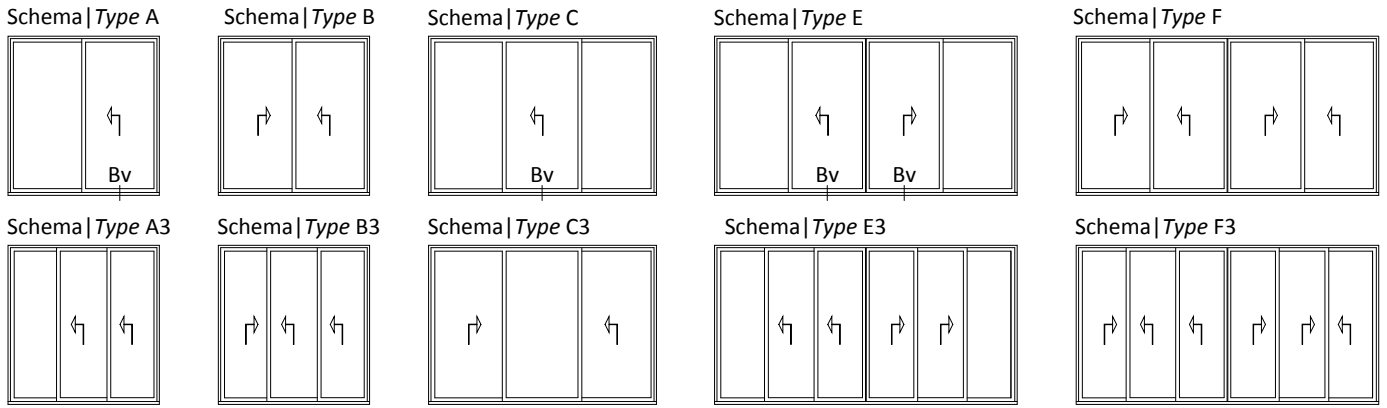 Schema|Type A
Schema|Type B
Schema|Type C
Schema|Type E
Schema|Type F
Bv
Bv
Bv
Bv
Schema|Type A3
Schema|Type B3
Schema|Type C3
Schema|Type E3
Schema|Type F3